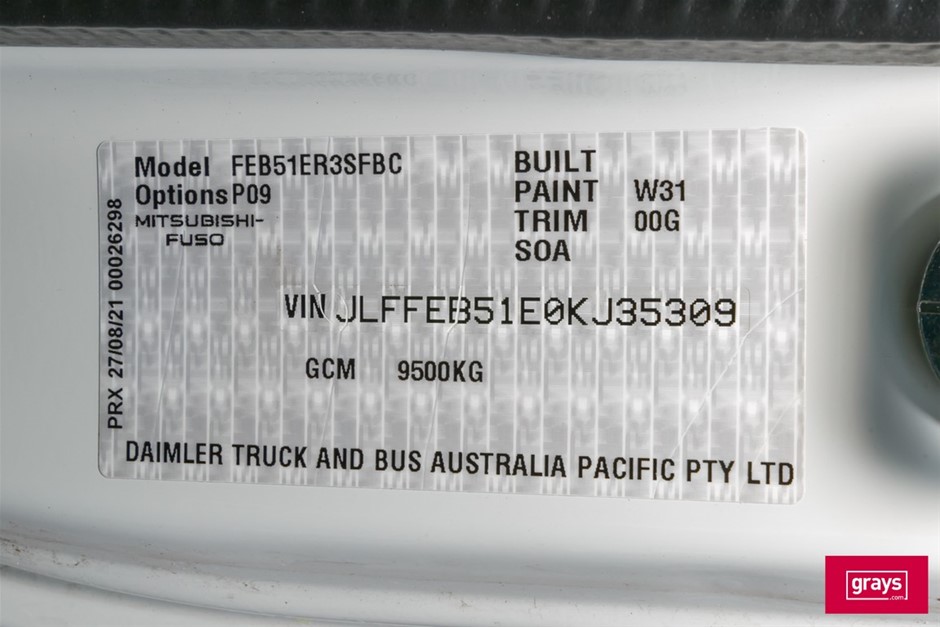 Model FEB51ER3SFBC
Options P09
MITSUBISHI-
FUSO
BUILT
PAINT W31
TRIM 00G
SOA
PRX 27/08/21 00026298
VIN JLFFEB51E0KJ35309
GCM 9500KG
DAIMLER TRUCK AND BUS AUSTRALIA PACIFIC PTY LTD
grays
.com